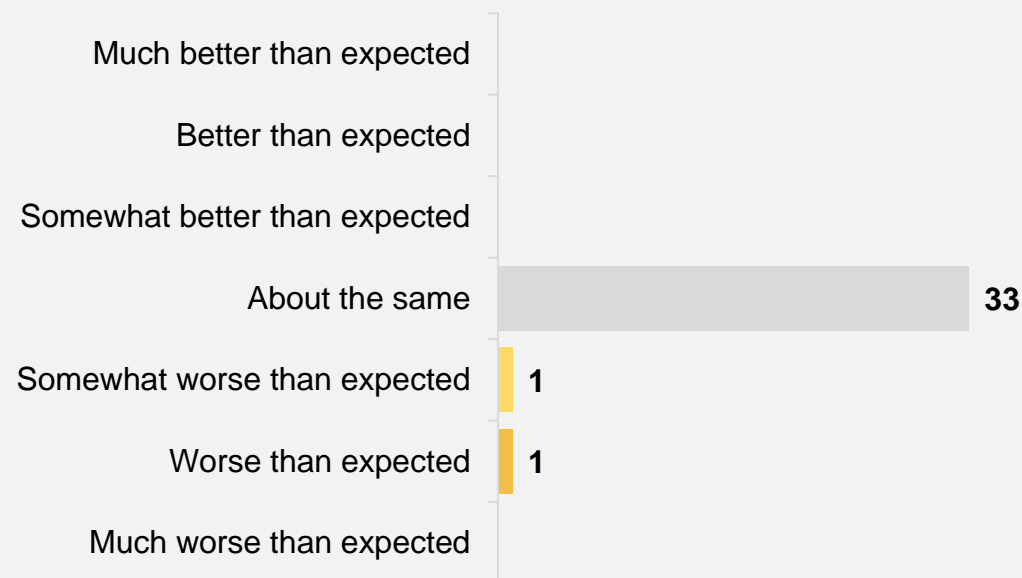 Much better than expected
Better than expected
Somewhat better than expected
About the same 33
Somewhat worse than expected 1
Worse than expected 1
Much worse than expected